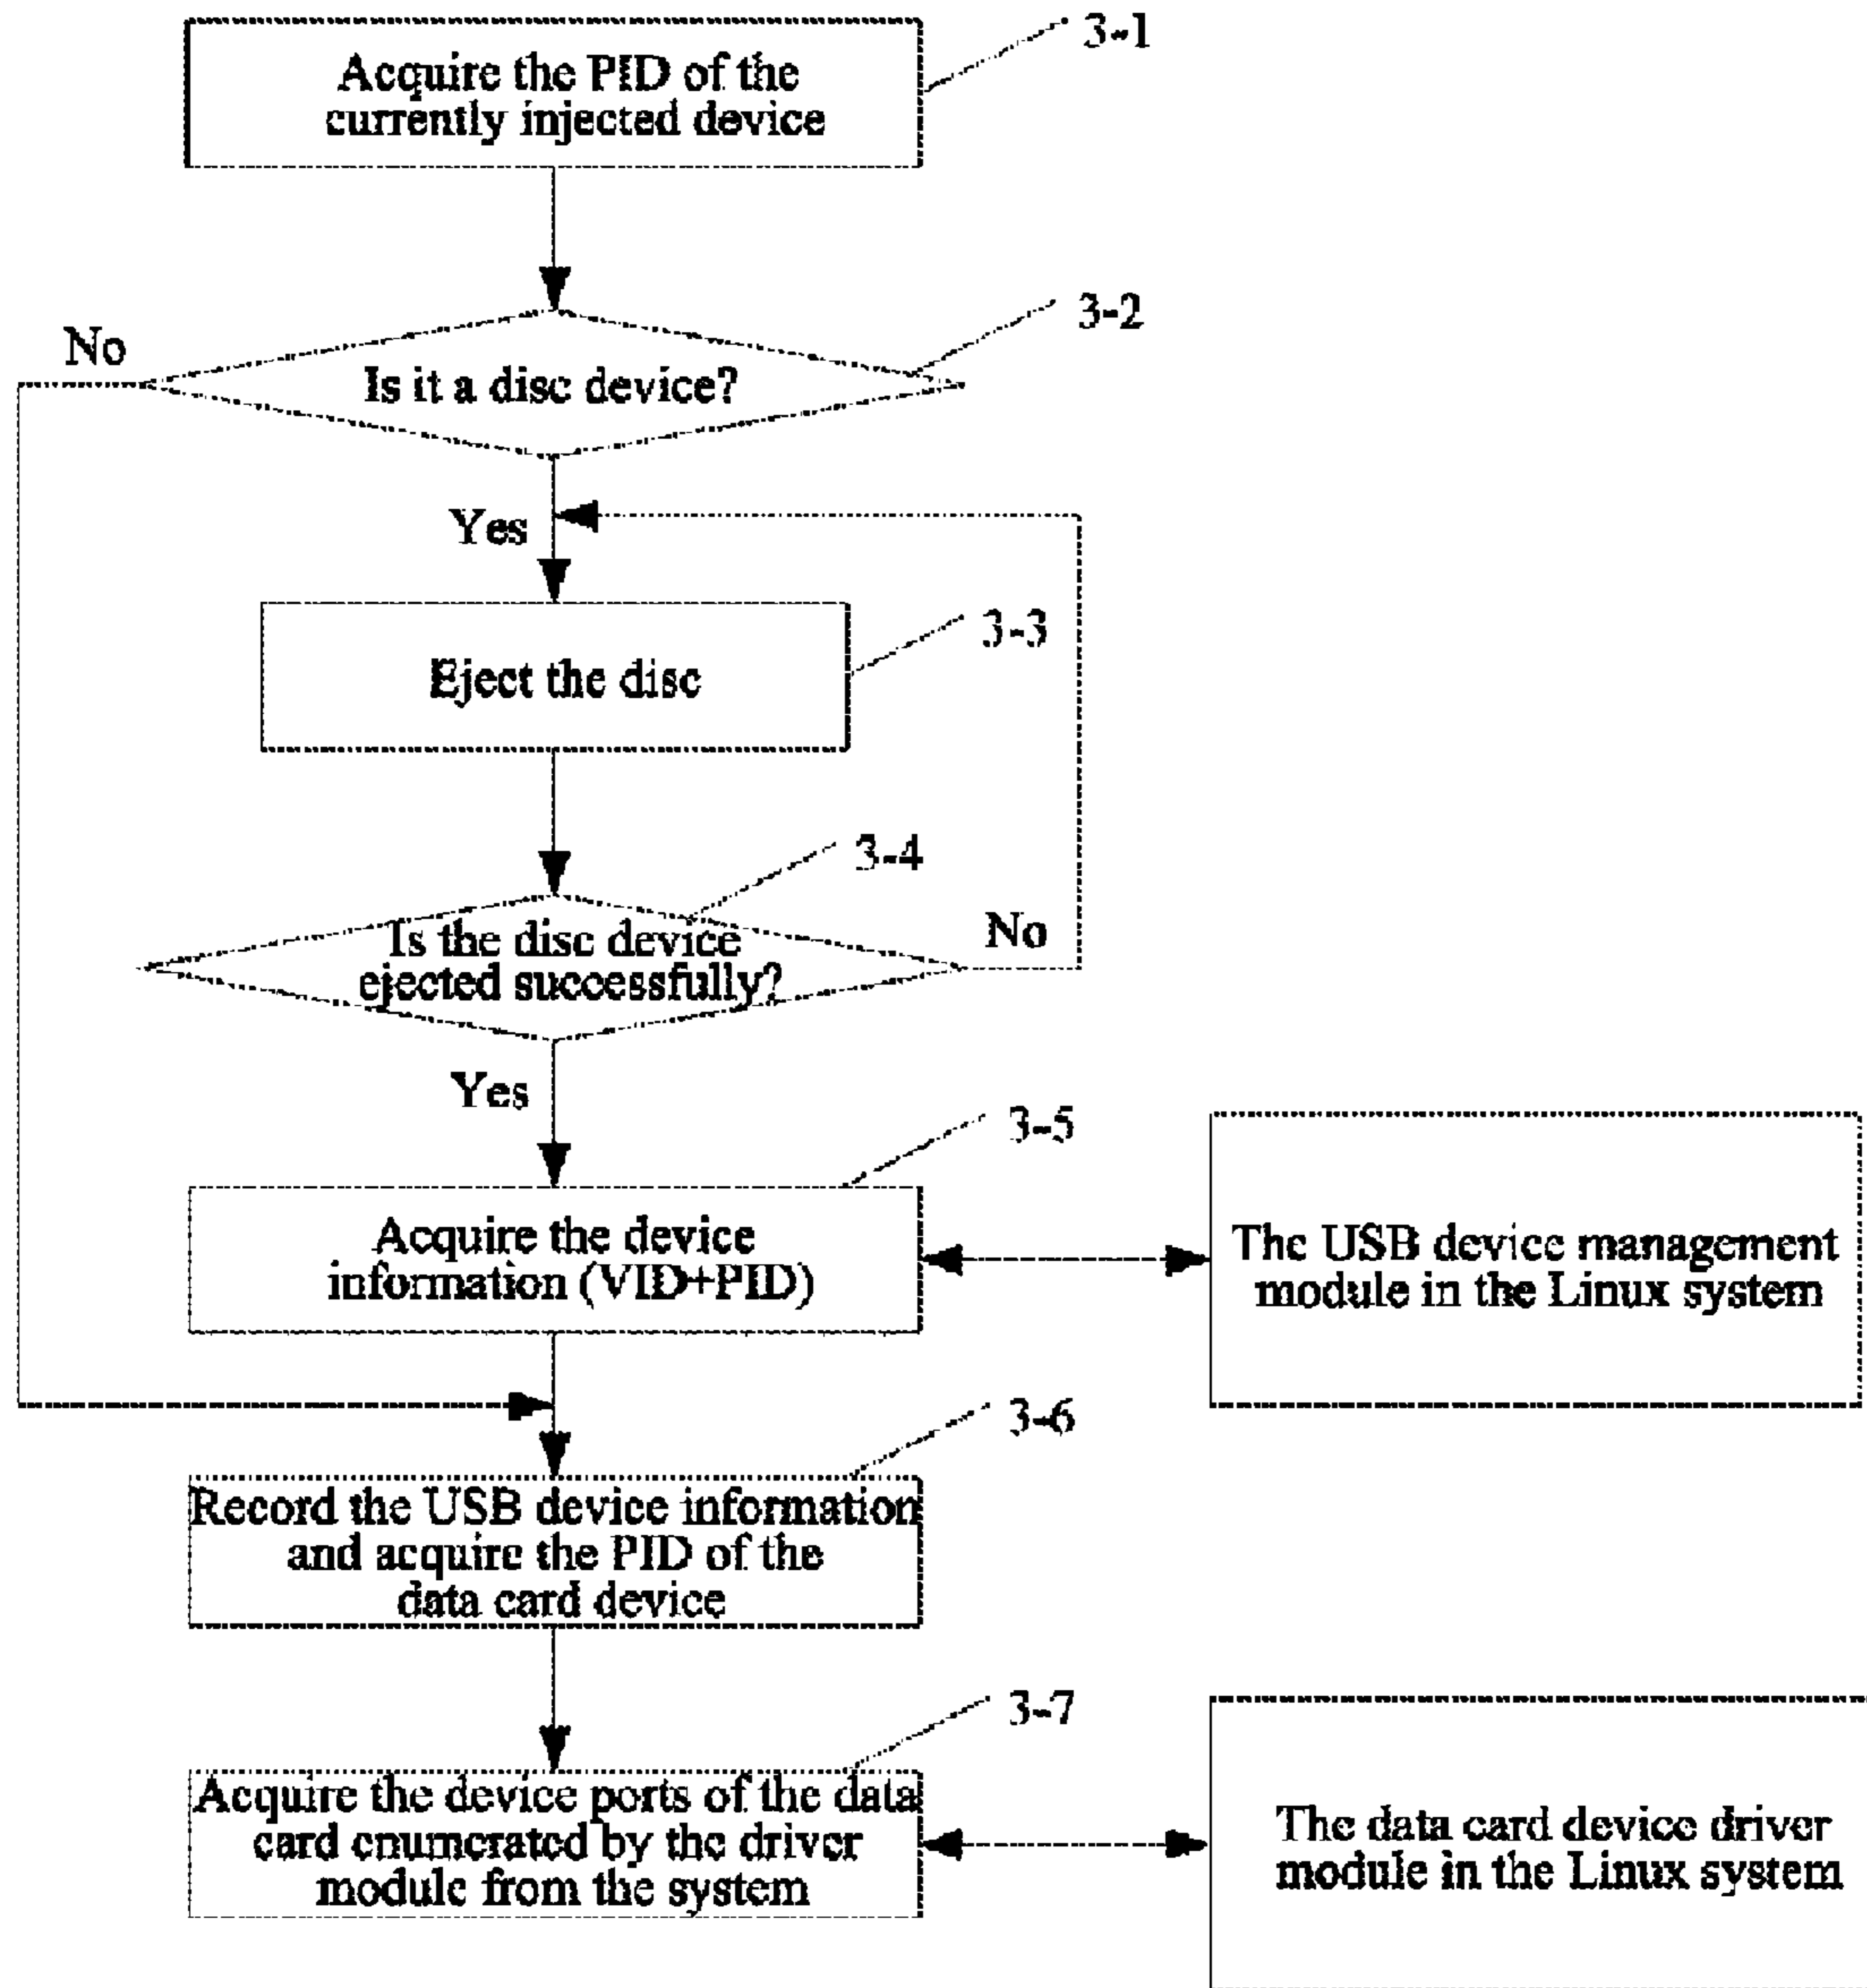 3-1
Acquire the PID of the
currently injected device
3-2
No
Is it a disc device?
Yes
3-3
Eject the disc
3-4
Is the disc device
ejected successfully?
No
Yes
3-5
Acquire the device
information (VID+PID)
The USB device management
module in the Linux system
3-6
Record the USB device information
and acquire the PID of the
data card device
3-7
Acquire the device ports of the data
card enumerated by the driver
module from the system
The data card device driver
module in the Linux system